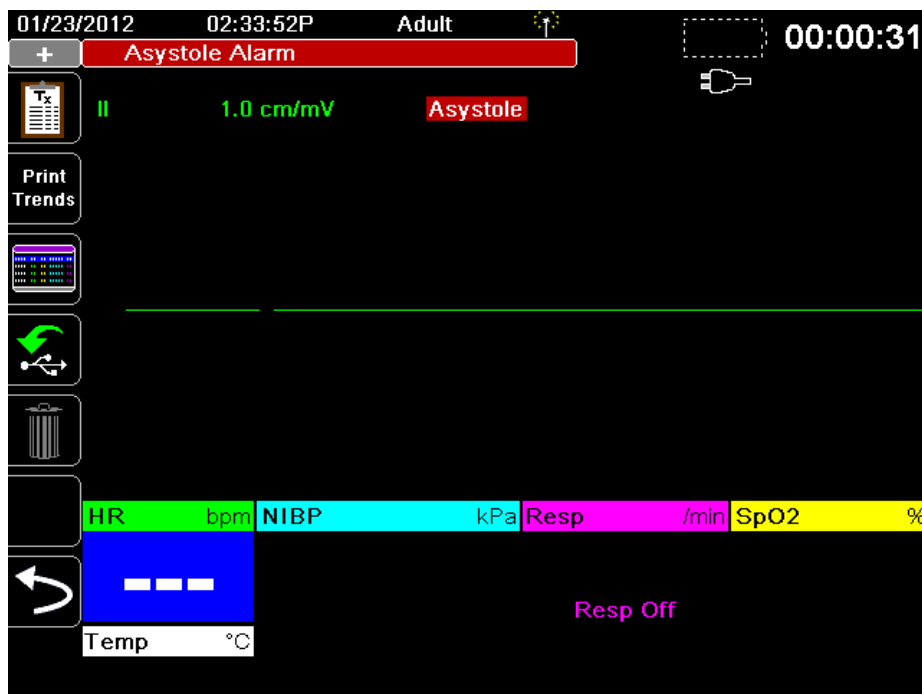 01/23/2012 02:33:52P Adult 00:00:31
+ Asystole Alarm
Tx
II 1.0 cm/mV Asystole
Print
Trends
HR bpm NIBP kPa Resp /min SpO2 %
--- Resp Off
Temp °C